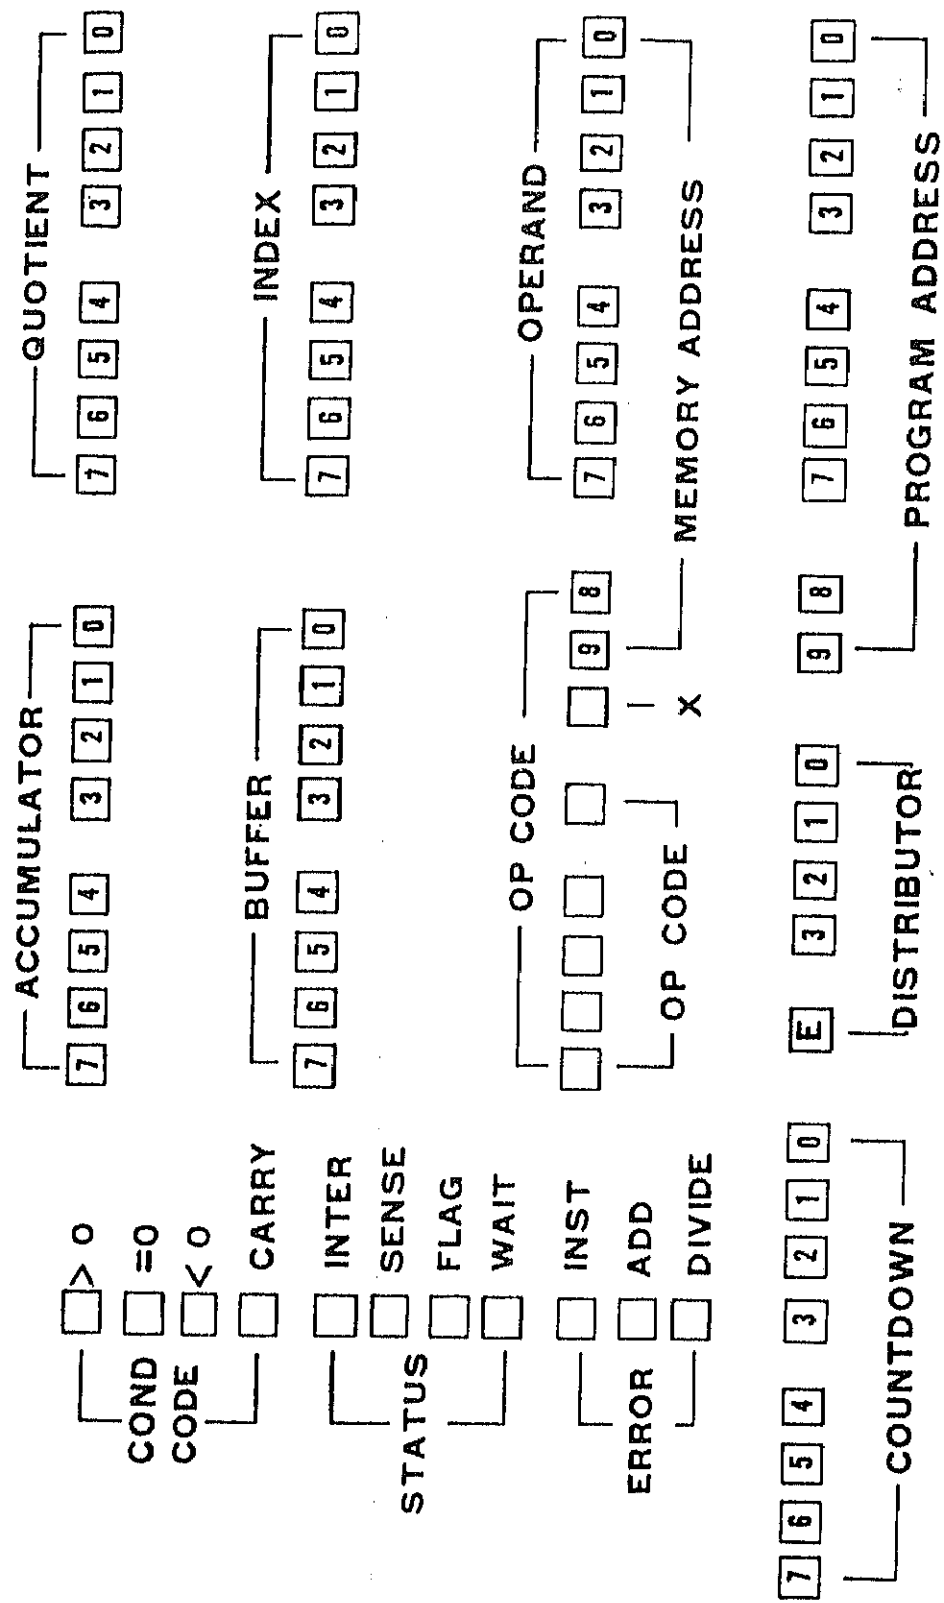 > 0
COND =0
CODE < 0
CARRY
ACCUMULATOR
7 6 5 4 3 2 1 0
QUOTIENT
7 6 5 4 3 2 1 0
STATUS
INTER
SENSE
FLAG
WAIT
BUFFER
7 6 5 4 3 2 1 0
INDEX
7 6 5 4 3 2 1 0
ERROR
INST
ADD
DIVIDE
OP CODE
OPERAND
9 8 7 6 5 4 3 2 1 0
OP CODE
X
MEMORY ADDRESS
7 6 5 4 3 2 1 0
COUNTDOWN
E 3 2 1 0
DISTRIBUTOR
9 8 7 6 5 4 3 2 1 0
PROGRAM ADDRESS